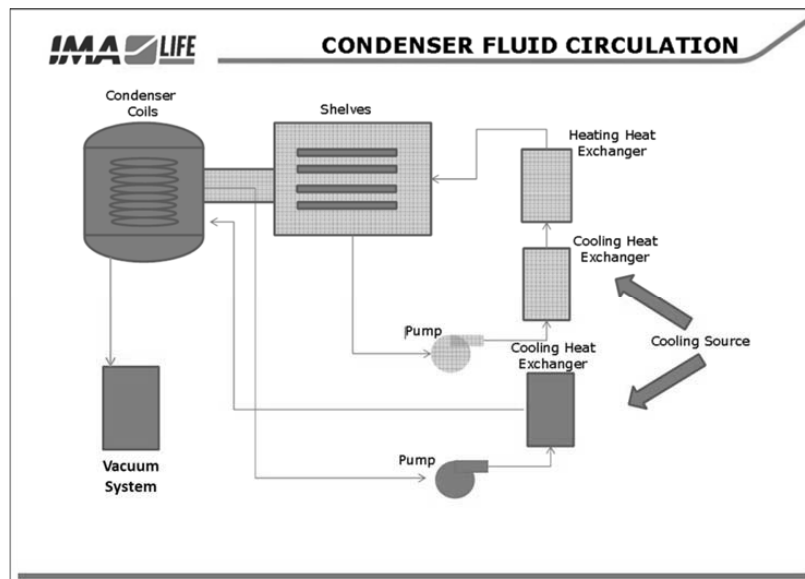 IMA LIFE
CONDENSER FLUID CIRCULATION
Condenser
Coils
Shelves
Heating Heat
Exchanger
Cooling Heat
Exchanger
Pump
Cooling Heat
Exchanger
Cooling Source
Pump
Vacuum
System